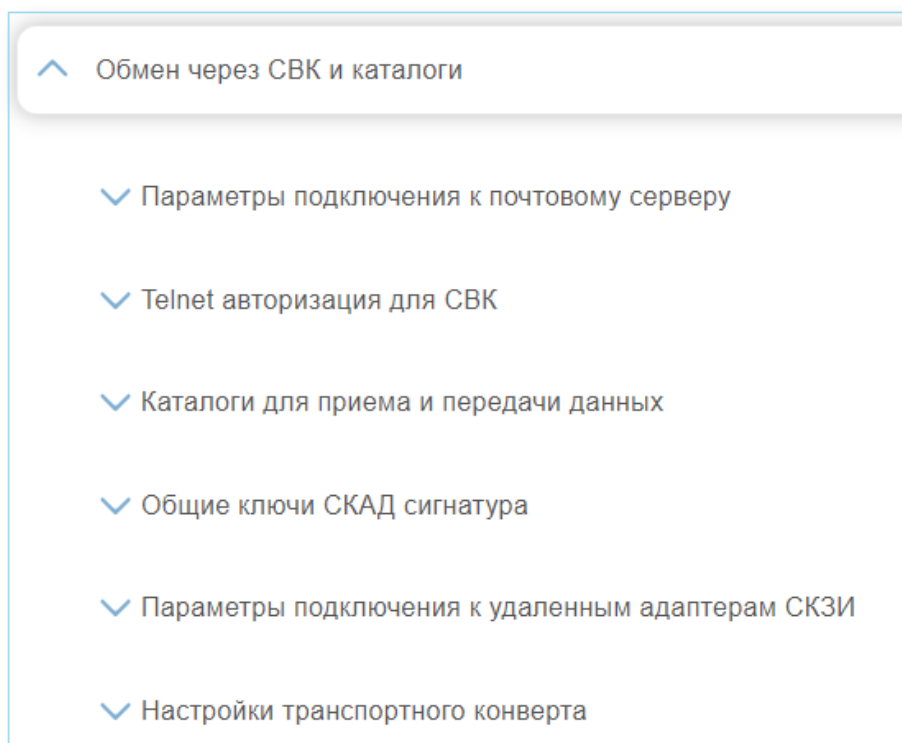 Обмен через СВК и каталоги
Параметры подключения к почтовому серверу
Telnet авторизация для СВК
Каталоги для приема и передачи данных
Общие ключи СКАД сигнатура
Параметры подключения к удаленным адаптерам СКЗИ
Настройки транспортного конверта